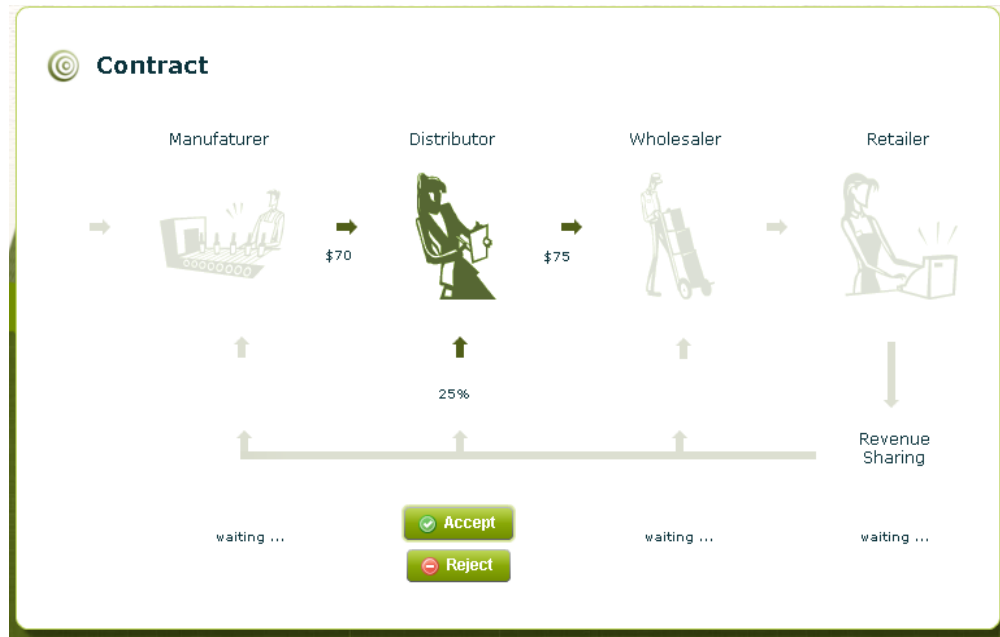 Contract
Manufaturer
Distributor
Wholesaler
Retailer
$70
$75
25%
Revenue
Sharing
waiting ...
Accept
waiting ...
waiting ...
Reject